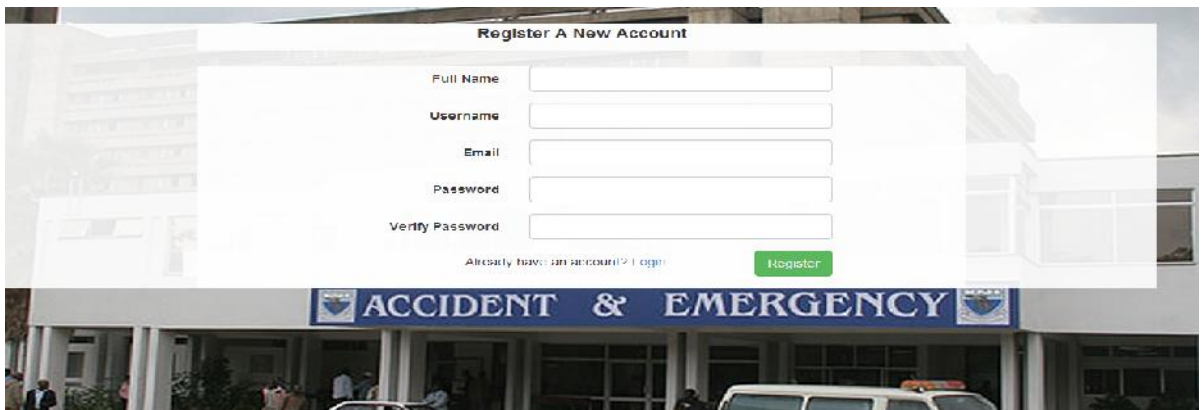 Register A New Account
Full Name
Username
Email
Password
Verify Password
Already have an account? Login
Register
ACCIDENT & EMERGENCY